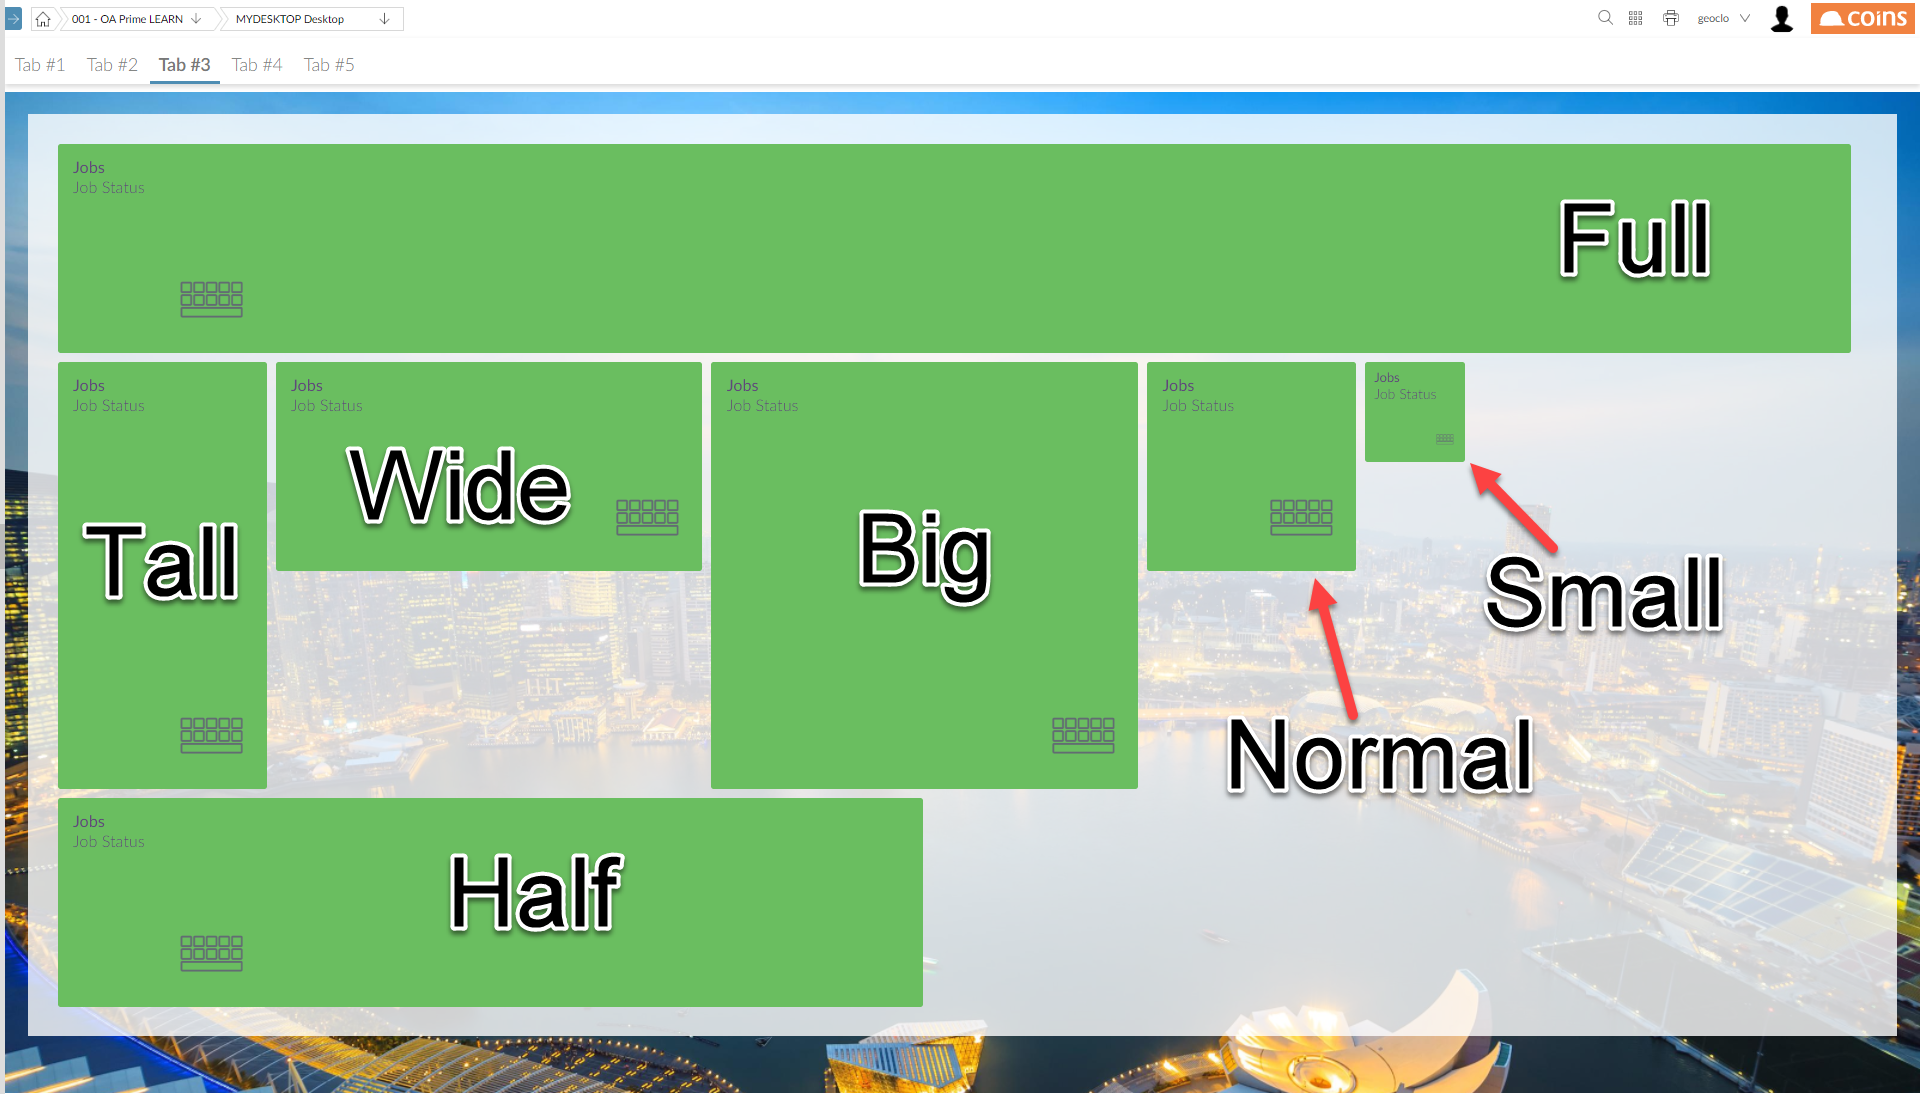 001 - OA Prime LEARN
MYDESKTOP Desktop
geoclo
coins
Tab #1
Tab #2
Tab #3
Tab #4
Tab #5
Jobs
Job Status
Full
Jobs
Job Status
Tall
Jobs
Job Status
Wide
Jobs
Job Status
Big
Jobs
Job Status
Normal
Jobs
Job Status
Small
Jobs
Job Status
Half